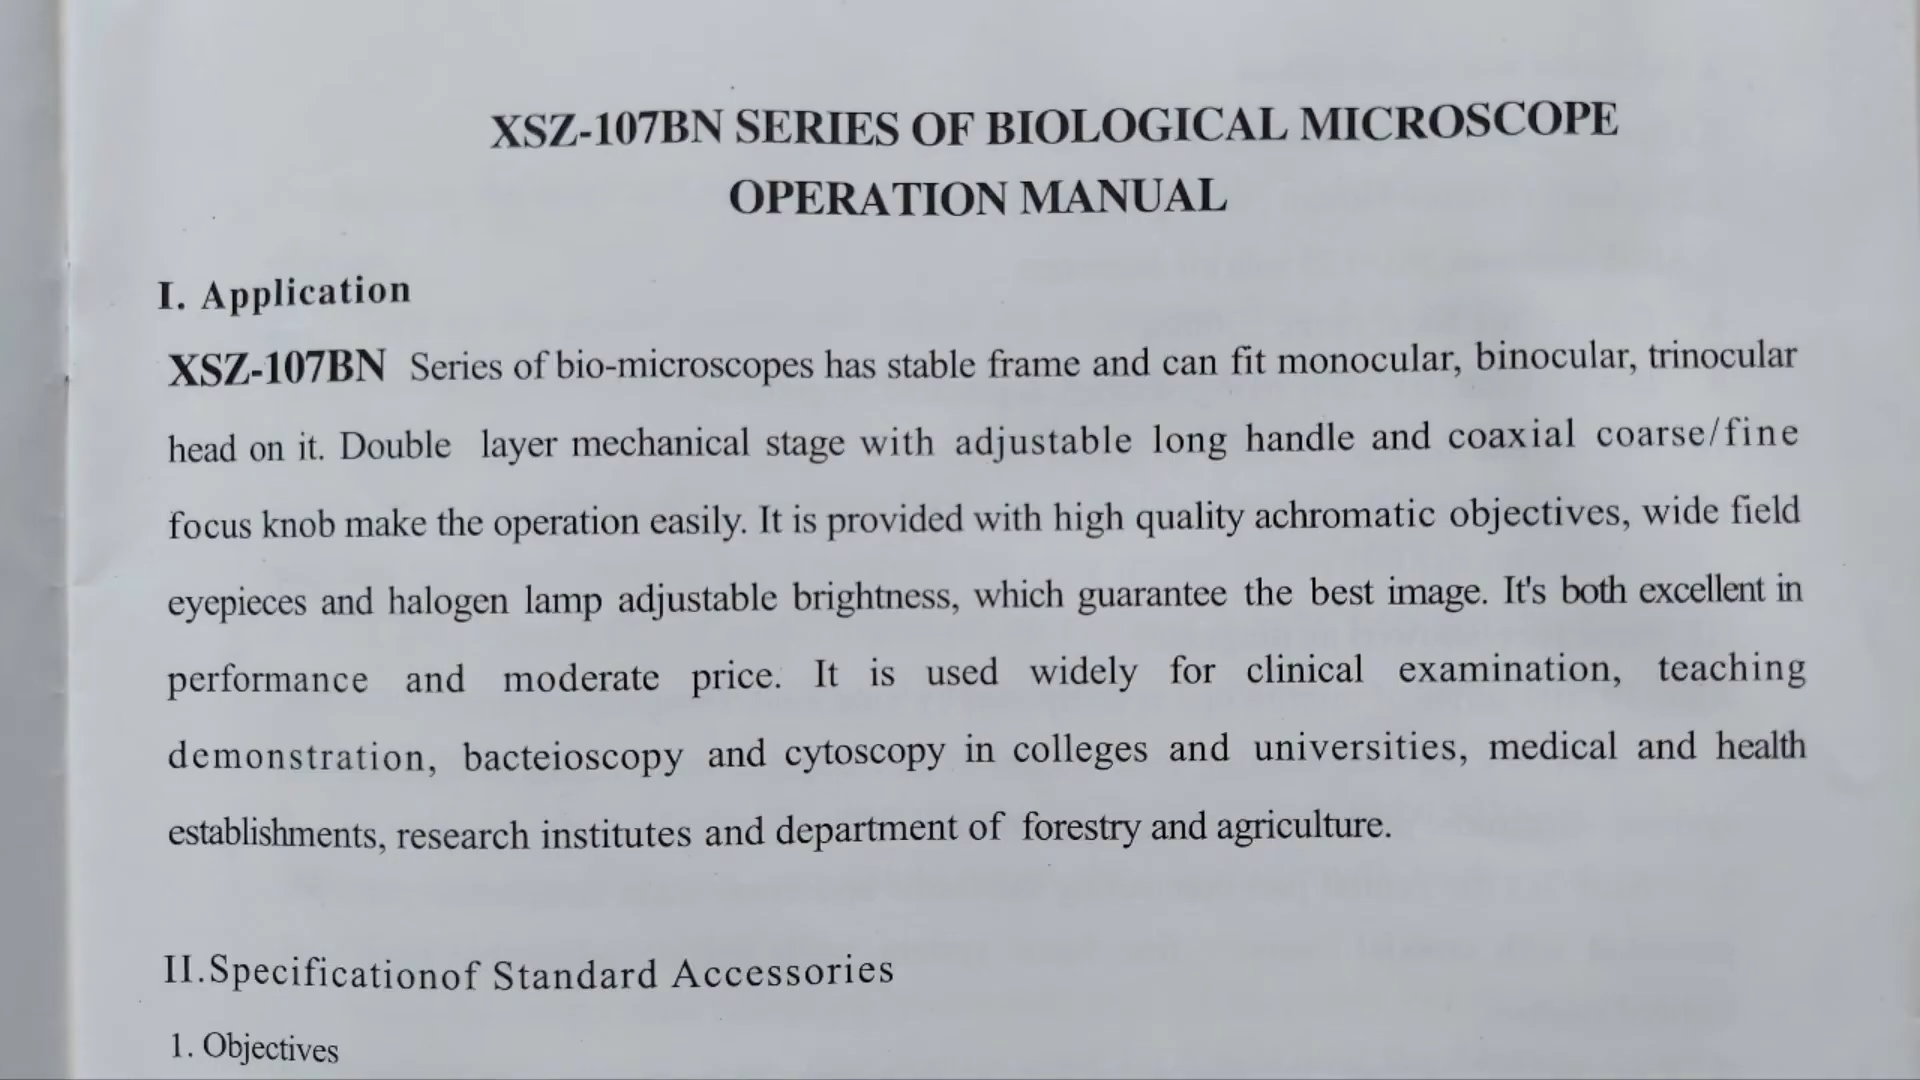 XSZ-107BN SERIES OF BIOLOGICAL MICROSCOPE
OPERATION MANUAL
I. Application
XSZ-107BN Series of bio-microscopes has stable frame and can fit monocular, binocular, trinocular
head on it. Double layer mechanical stage with adjustable long handle and coaxial coarse/fine
focus knob make the operation easily. It is provided with high quality achromatic objectives, wide field
eyepieces and halogen lamp adjustable brightness, which guarantee the best image. It's both excellent in
performance and moderate price. It is used widely for clinical examination, teaching
demonstration, bacteioscopy and cytoscopy in colleges and universities, medical and health
establishments, research institutes and department of forestry and agriculture.
II.Specificationof Standard Accessories
1. Objectives